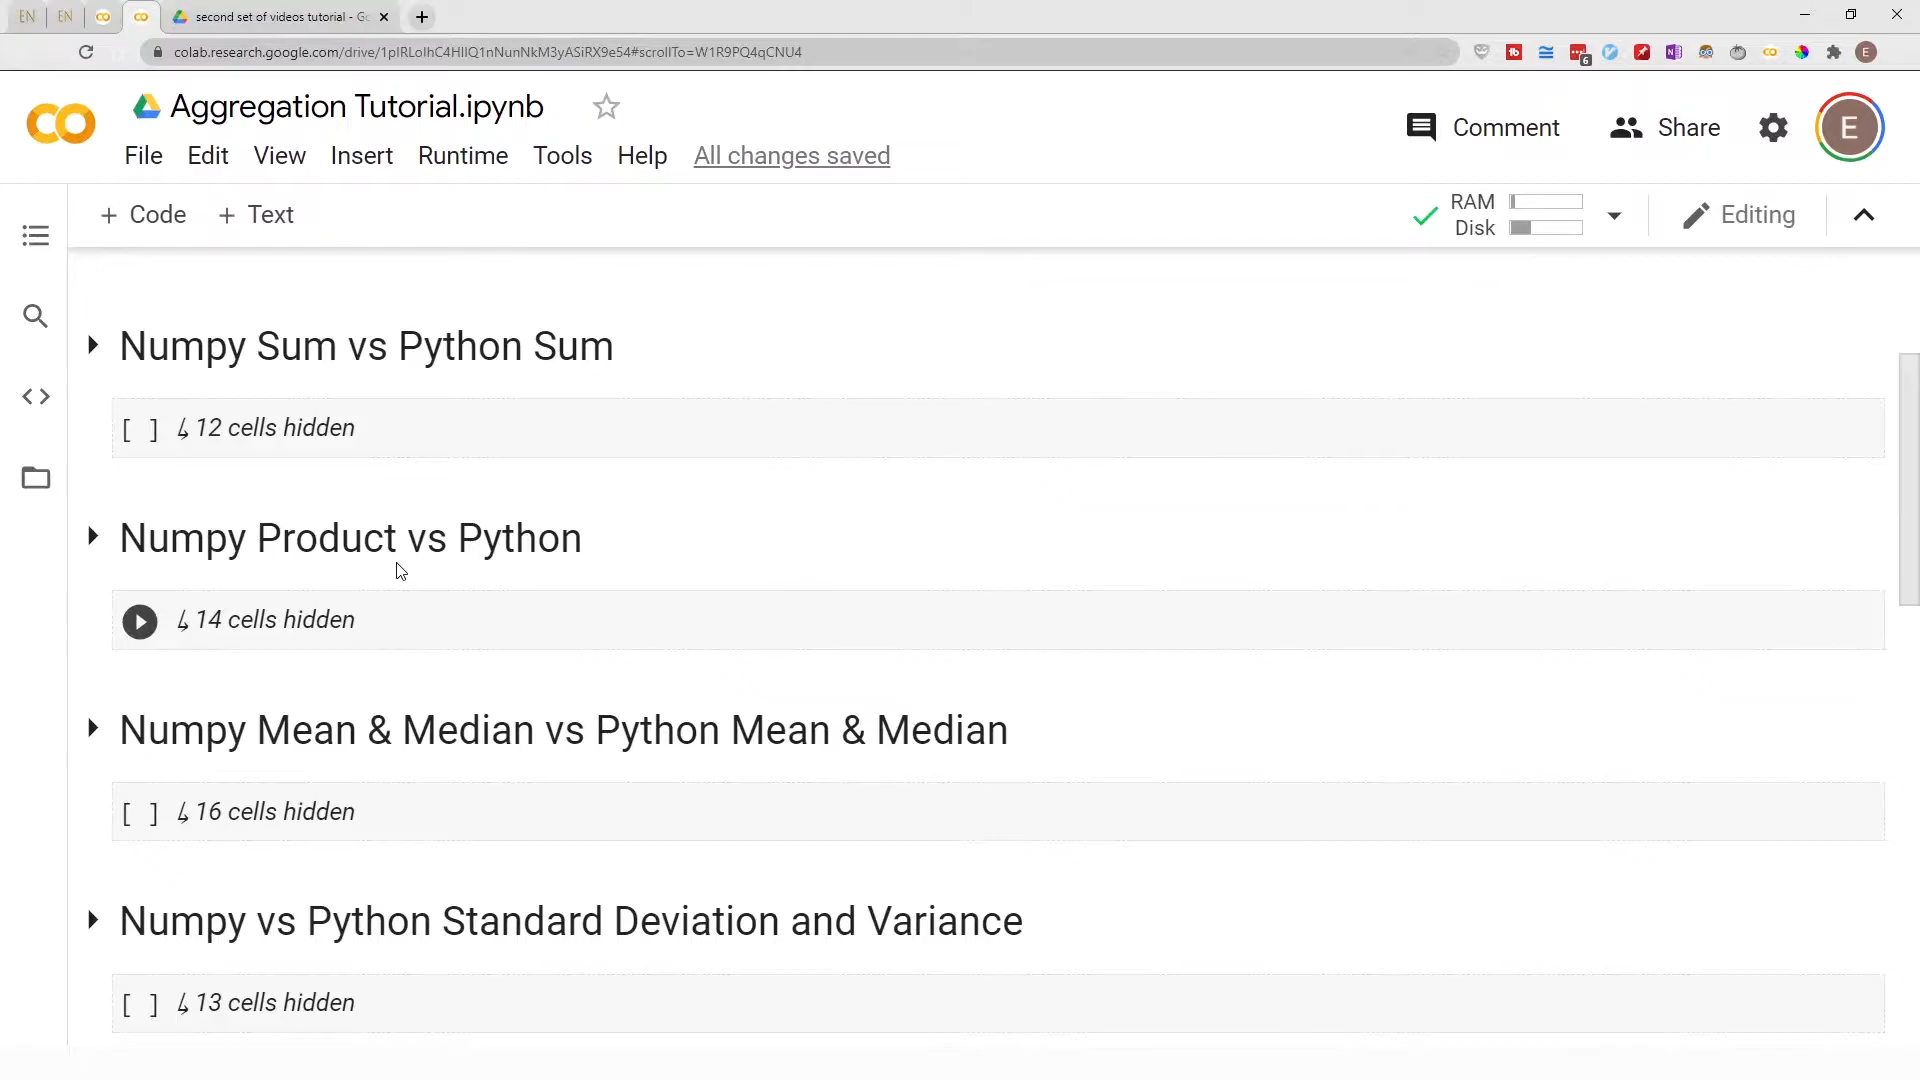 EN EN second set of videos tutorial - Go
colab.research.google.com/drive/1pIRLoIhC4HIIQ1nNunNkM3yASiRX9e54#scrollTo=W1R9PQ4qCNU4
6 E
Aggregation Tutorial.ipynb
Comment Share E
File Edit View Insert Runtime Tools Help All changes saved
+ Code + Text
RAM
Disk
Editing
Numpy Sum vs Python Sum
[ ] ↳ 12 cells hidden
Numpy Product vs Python
↳ 14 cells hidden
Numpy Mean & Median vs Python Mean & Median
[ ] ↳ 16 cells hidden
Numpy vs Python Standard Deviation and Variance
[ ] ↳ 13 cells hidden